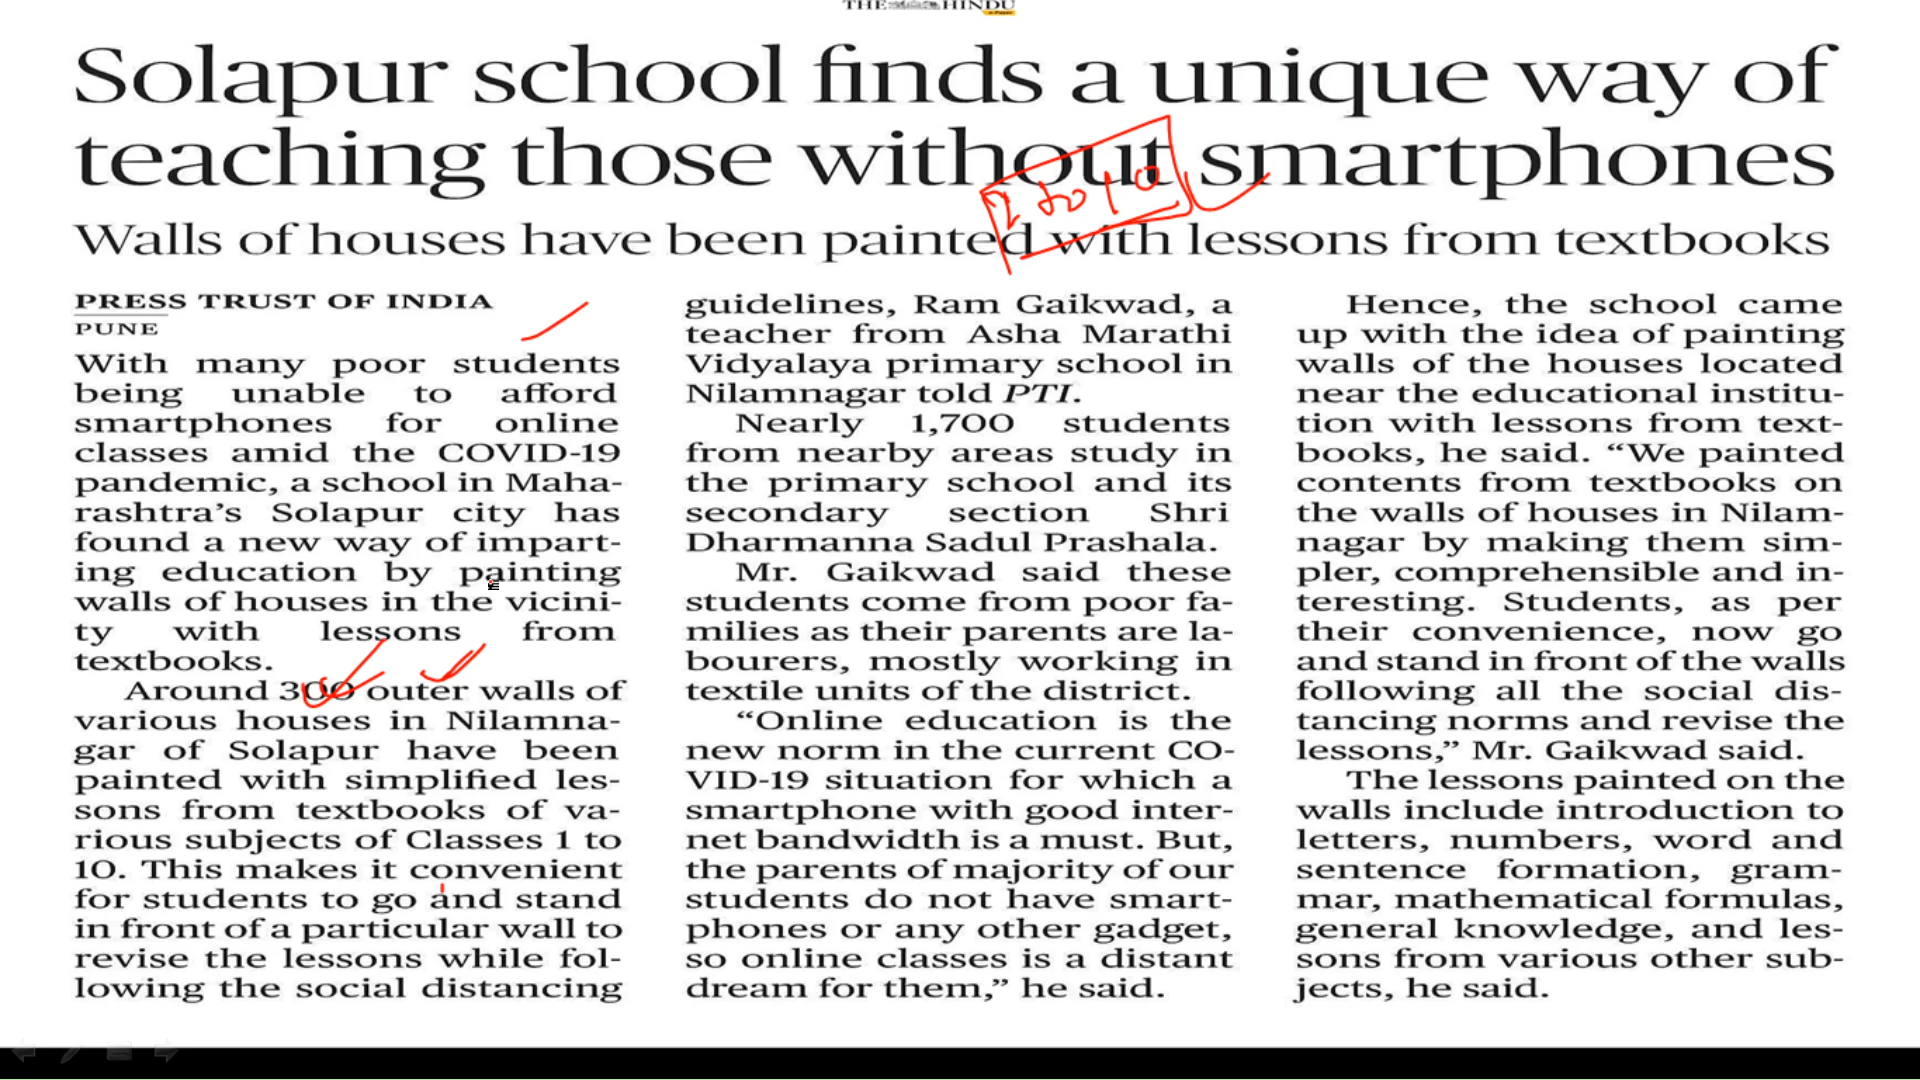 THE HINDU
Solapur school finds a unique way of
teaching those without smartphones
1 to 10
Walls of houses have been painted with lessons from textbooks
PRESS TRUST OF INDIA
PUNE
With many poor students
being unable to afford
smartphones for online
classes amid the COVID-19
pandemic, a school in Maha-
rashtra's Solapur city has
found a new way of impart-
ing education by painting
walls of houses in the vicini-
ty with lessons from
textbooks.
Around 300 outer walls of
various houses in Nilamna-
gar of Solapur have been
painted with simplified les-
sons from textbooks of va-
rious subjects of Classes 1 to
10. This makes it convenient
for students to go and stand
in front of a particular wall to
revise the lessons while fol-
lowing the social distancing
guidelines, Ram Gaikwad, a
teacher from Asha Marathi
Vidyalaya primary school in
Nilamnagar told PTI.
Nearly 1,700 students
from nearby areas study in
the primary school and its
secondary section Shri
Dharmanna Sadul Prashala.
Mr. Gaikwad said these
students come from poor fa-
milies as their parents are la-
bourers, mostly working in
textile units of the district.
“Online education is the
new norm in the current CO-
VID-19 situation for which a
smartphone with good inter-
net bandwidth is a must. But,
the parents of majority of our
students do not have smart-
phones or any other gadget,
so online classes is a distant
dream for them,” he said.
Hence, the school came
up with the idea of painting
walls of the houses located
near the educational institu-
tion with lessons from text-
books, he said. “We painted
contents from textbooks on
the walls of houses in Nilam-
nagar by making them sim-
pler, comprehensible and in-
teresting. Students, as per
their convenience, now go
and stand in front of the walls
following all the social dis-
tancing norms and revise the
lessons,” Mr. Gaikwad said.
The lessons painted on the
walls include introduction to
letters, numbers, word and
sentence formation, gram-
mar, mathematical formulas,
general knowledge, and les-
sons from various other sub-
jects, he said.